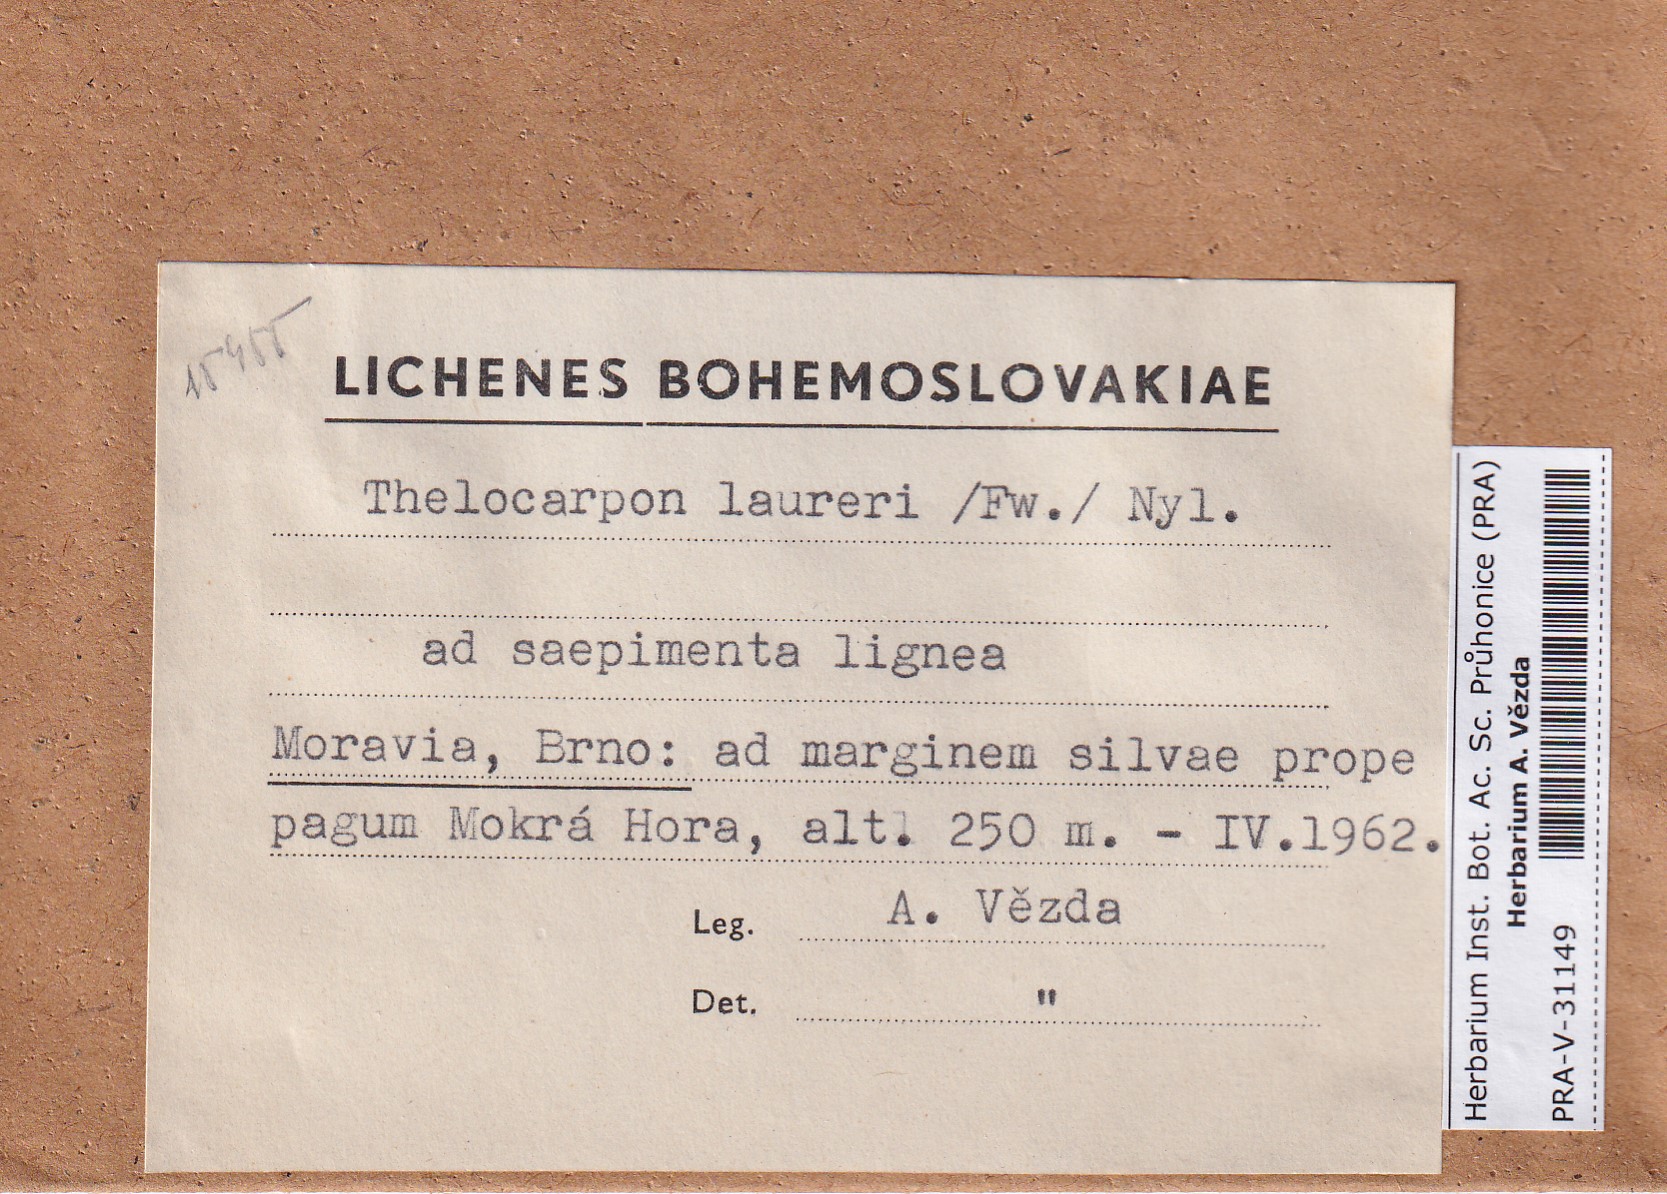 15455
LICHENES BOHEMOSLOVAKIAE
Thelocarpon laureri /Fw./ Nyl.
ad saepimenta lignea
Moravia, Brno: ad marginem silvae prope
pagum Mokrá Hora, alt. 250 m. - IV.1962.
Leg. A. Vězda
Det. "
Herbarium Inst. Bot. Ac. Sc. Průhonice (PRA)
Herbarium A. Vězda
PRA-V-31149